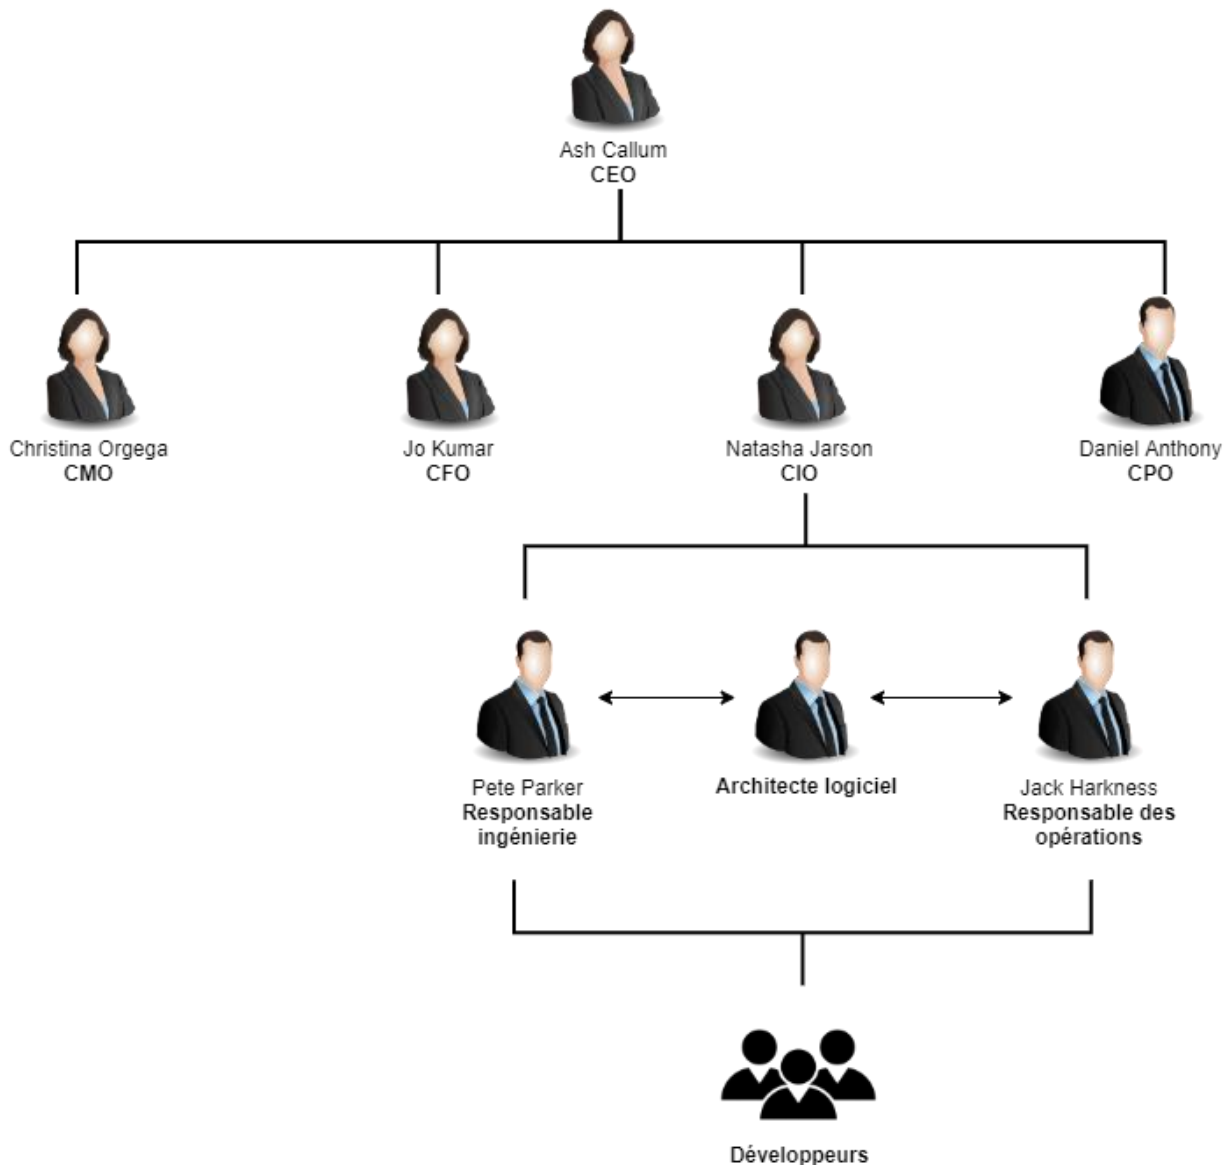 Ash Callum
CEO
Christina Orgega
CMO
Jo Kumar
CFO
Natasha Jarson
CIO
Daniel Anthony
CPO
Pete Parker
Responsable
ingénierie
Architecte logiciel
Jack Harkness
Responsable des
opérations
Développeurs